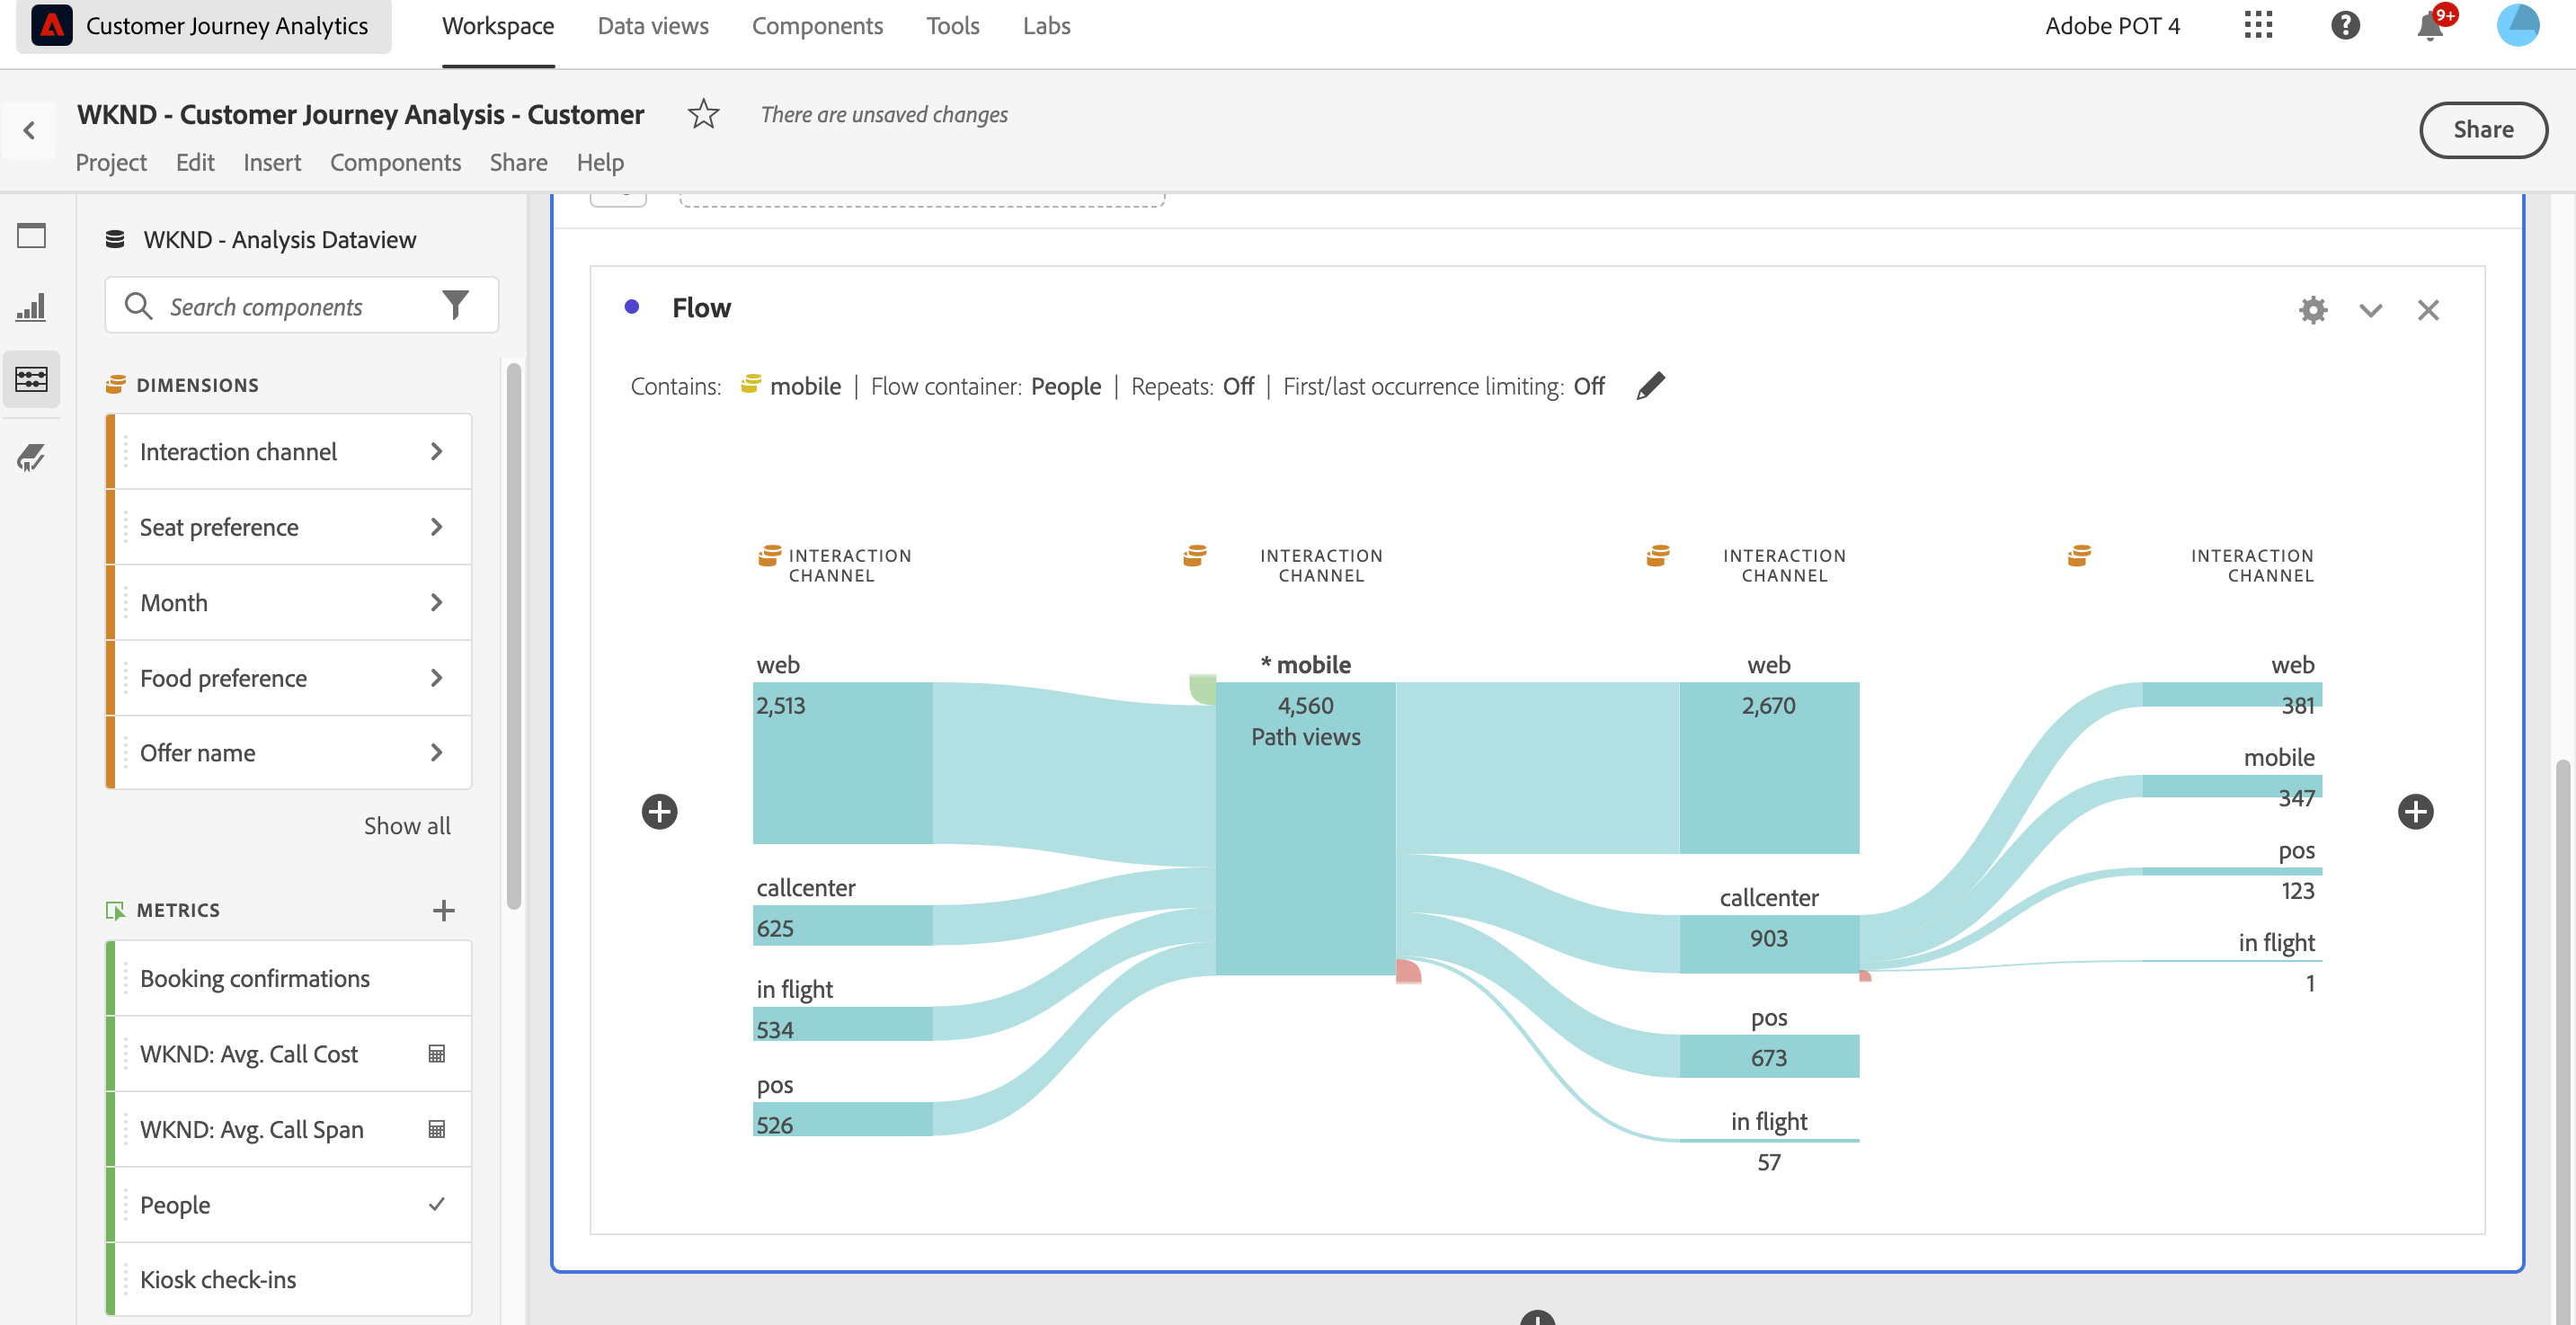 Customer Journey Analytics
Workspace
Data views
Components
Tools
Labs
Adobe POT 4
?
9+
WKND - Customer Journey Analysis - Customer
There are unsaved changes
Share
Project
Edit
Insert
Components
Share
Help
WKND - Analysis Dataview
Search components
DIMENSIONS
Interaction channel
Seat preference
Month
Food preference
Offer name
Show all
METRICS
Booking confirmations
WKND: Avg. Call Cost
WKND: Avg. Call Span
People
Kiosk check-ins
Flow
Contains: mobile | Flow container: People | Repeats: Off | First/last occurrence limiting: Off
INTERACTION
CHANNEL
INTERACTION
CHANNEL
INTERACTION
CHANNEL
INTERACTION
CHANNEL
web
2,513
callcenter
625
in flight
534
pos
526
* mobile
4,560
Path views
web
2,670
callcenter
903
pos
673
in flight
57
web
381
mobile
347
pos
123
in flight
1